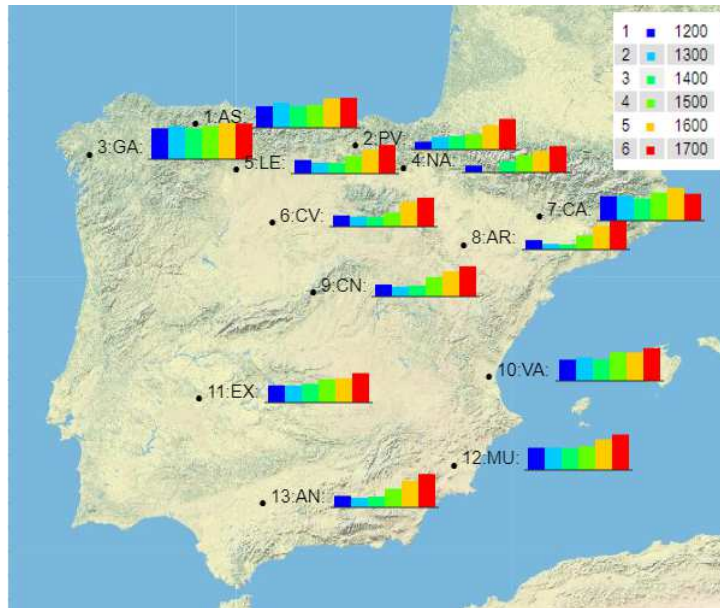 1 1200
2 1300
3 1400
4 1500
5 1600
6 1700
1:AS:
2:PV:
3:GA:
4:NA:
5:LE:
6:CV:
7:CA:
8:AR:
9:CN:
10:VA:
11:EX:
12:MU:
13:AN: